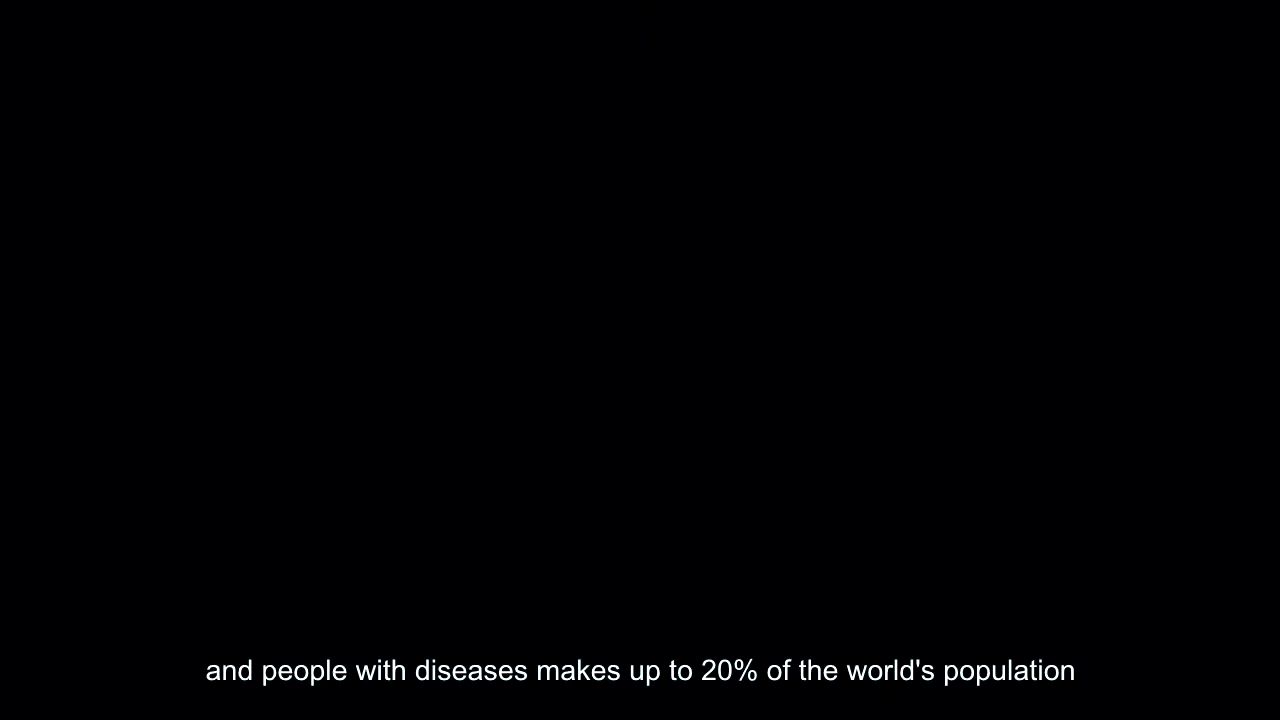 and people with diseases makes up to 20% of the world's population